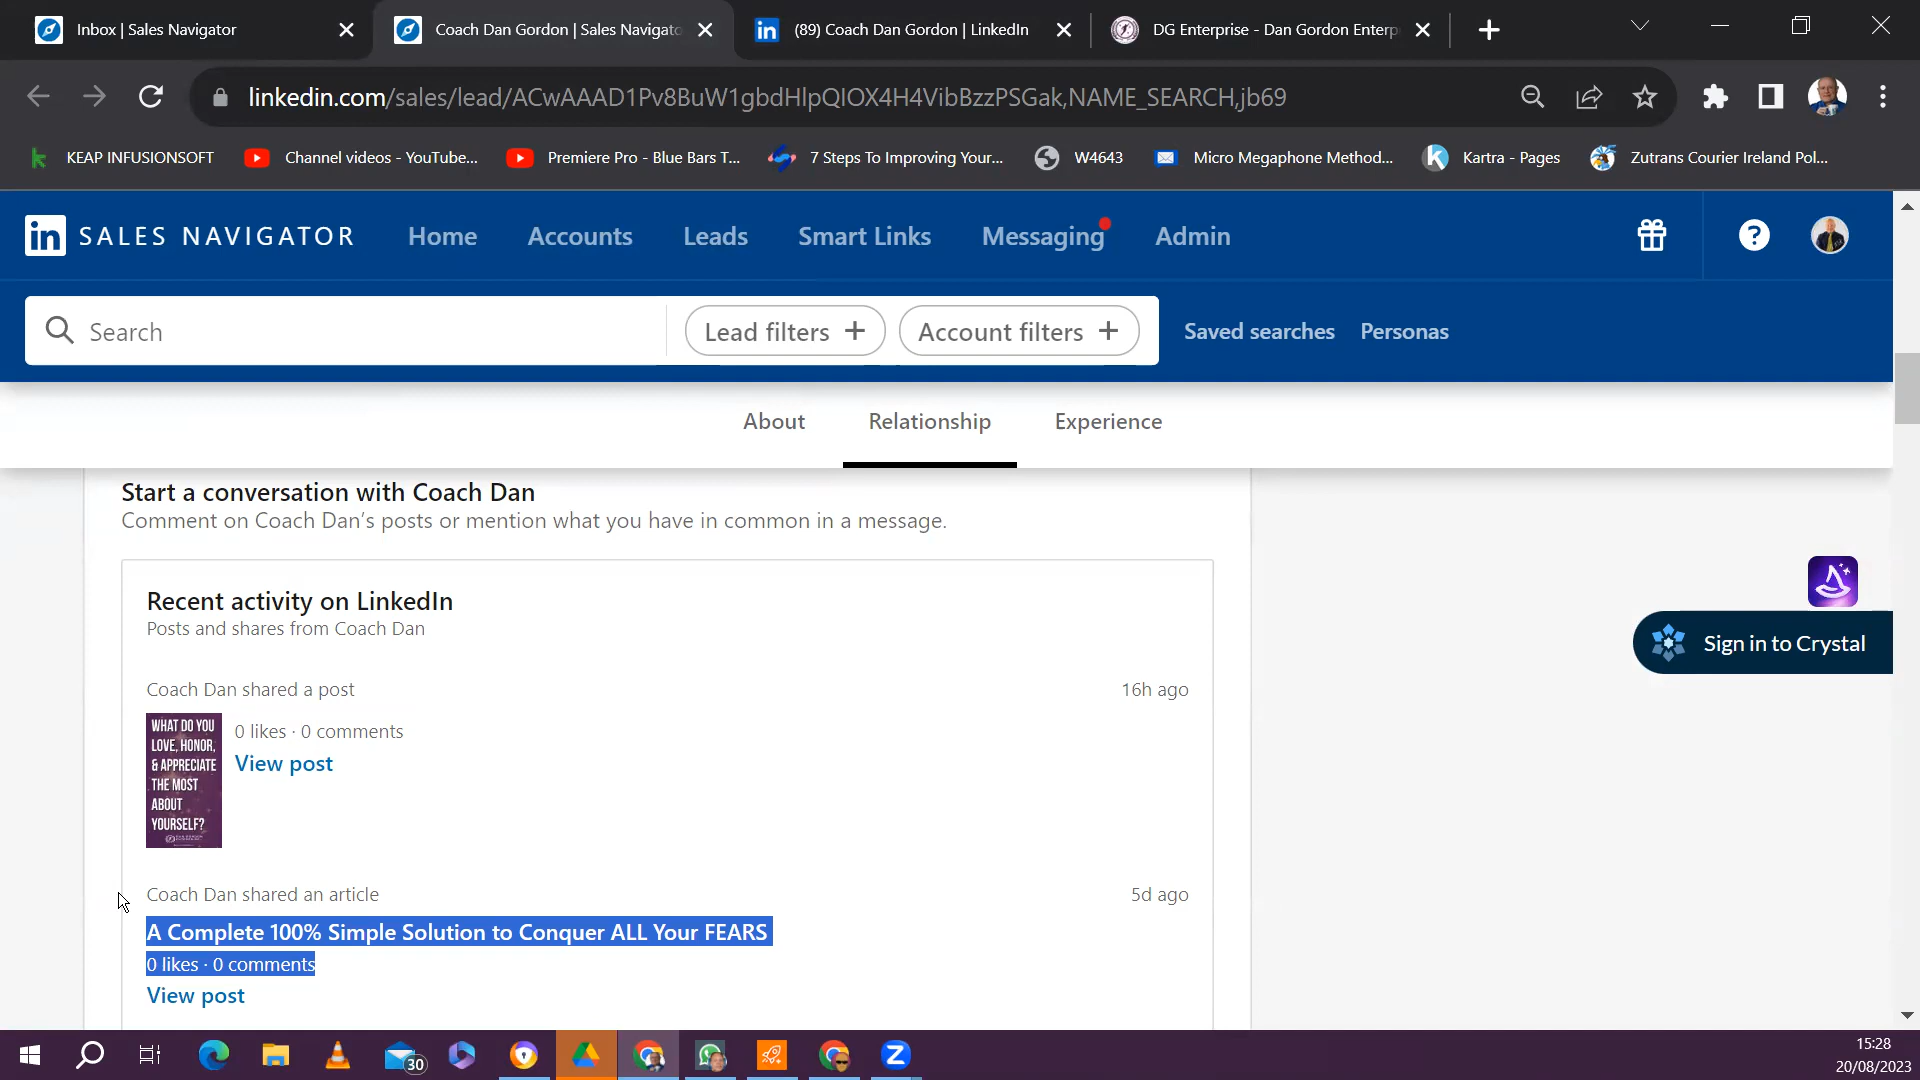 Inbox | Sales Navigator
Coach Dan Gordon | Sales Navigato
(89) Coach Dan Gordon | LinkedIn
DG Enterprise - Dan Gordon Enterp
linkedin.com/sales/lead/ACwAAAD1Pv8BuW1gbdHlpQIOX4H4VibBzzPSGak,NAME_SEARCH,jb69
KEAP INFUSIONSOFT
Channel videos - YouTube...
Premiere Pro - Blue Bars T...
7 Steps To Improving Your...
W4643
Micro Megaphone Method...
Kartra - Pages
Zutrans Courier Ireland Pol...
in SALES NAVIGATOR
Home
Accounts
Leads
Smart Links
Messaging
Admin
Search
Lead filters +
Account filters +
Saved searches
Personas
About
Relationship
Experience
Start a conversation with Coach Dan
Comment on Coach Dan's posts or mention what you have in common in a message.
Recent activity on LinkedIn
Posts and shares from Coach Dan
Coach Dan shared a post
16h ago
WHAT DO YOU
LOVE, HONOR,
& APPRECIATE
THE MOST
ABOUT
YOURSELF?
0 likes · 0 comments
View post
Coach Dan shared an article
5d ago
A Complete 100% Simple Solution to Conquer ALL Your FEARS
0 likes · 0 comments
View post
Sign in to Crystal
30
15:28
20/08/2023